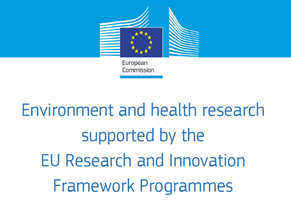 European
Commission
Environment and health research
supported by the
EU Research and Innovation
Framework Programmes